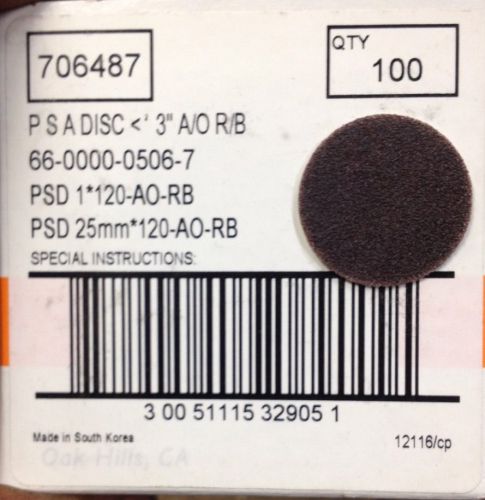 706487
QTY
100
P S A DISC <' 3" A/O R/B
66-0000-0506-7
PSD 1*120-AO-RB
PSD 25mm*120-AO-RB
SPECIAL INSTRUCTIONS:
3 00 51115 32905 1
Made in South Korea
12116/cp
Oak Hills, CA